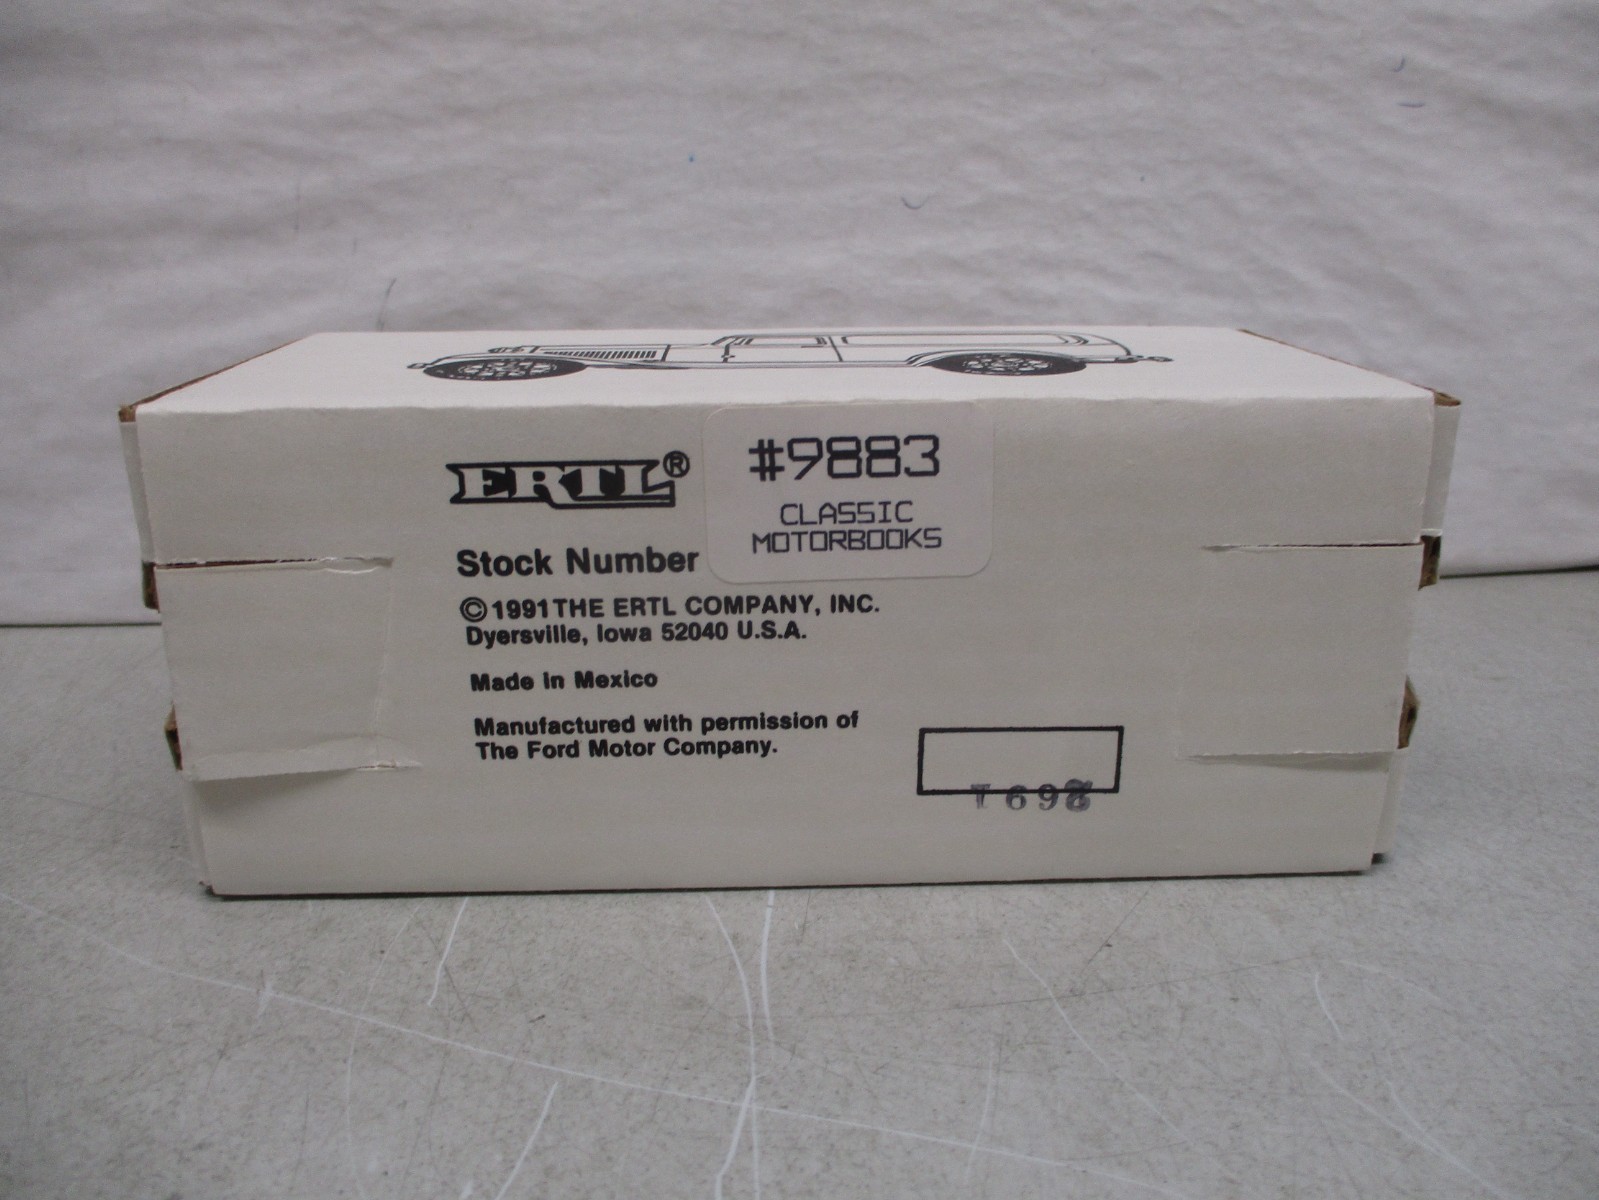 ERTL®
#9883
CLASSIC
MOTORBOOKS
Stock Number
©1991 THE ERTL COMPANY, INC.
Dyersville, Iowa 52040 U.S.A.
Made in Mexico
Manufactured with permission of
The Ford Motor Company.